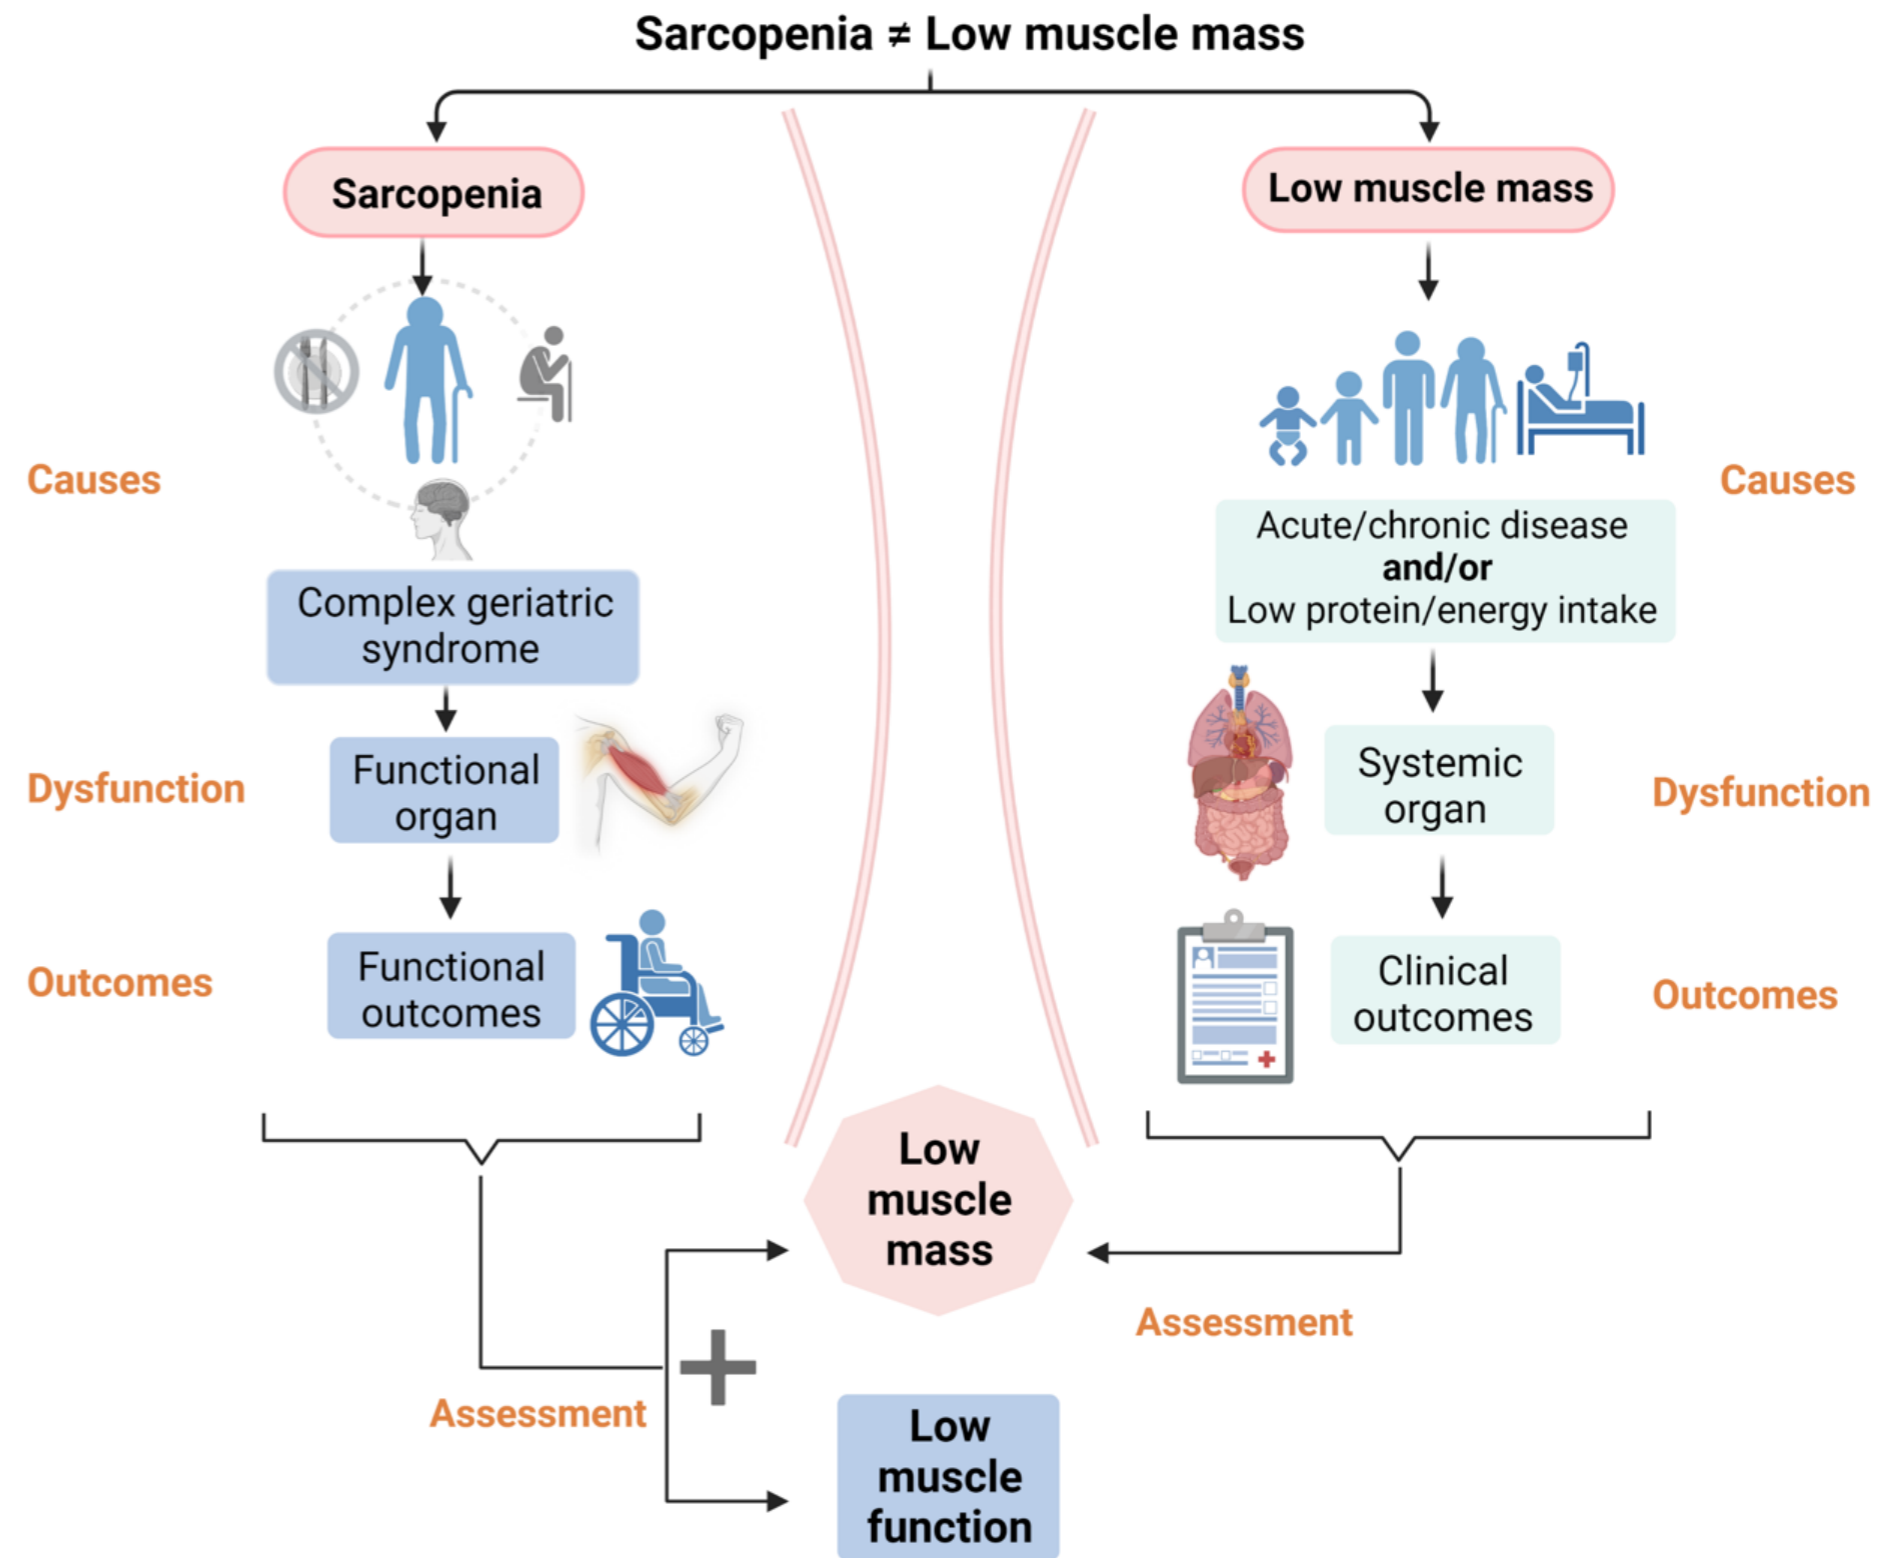 Sarcopenia ≠ Low muscle mass
Sarcopenia
Causes
Complex geriatric
syndrome
Dysfunction
Functional
organ
Outcomes
Functional
outcomes
Assessment
Low muscle mass
Causes
Acute/chronic disease
and/or
Low protein/energy intake
Systemic
organ
Dysfunction
Clinical
outcomes
Outcomes
Assessment
Low
muscle
mass
Low
muscle
function